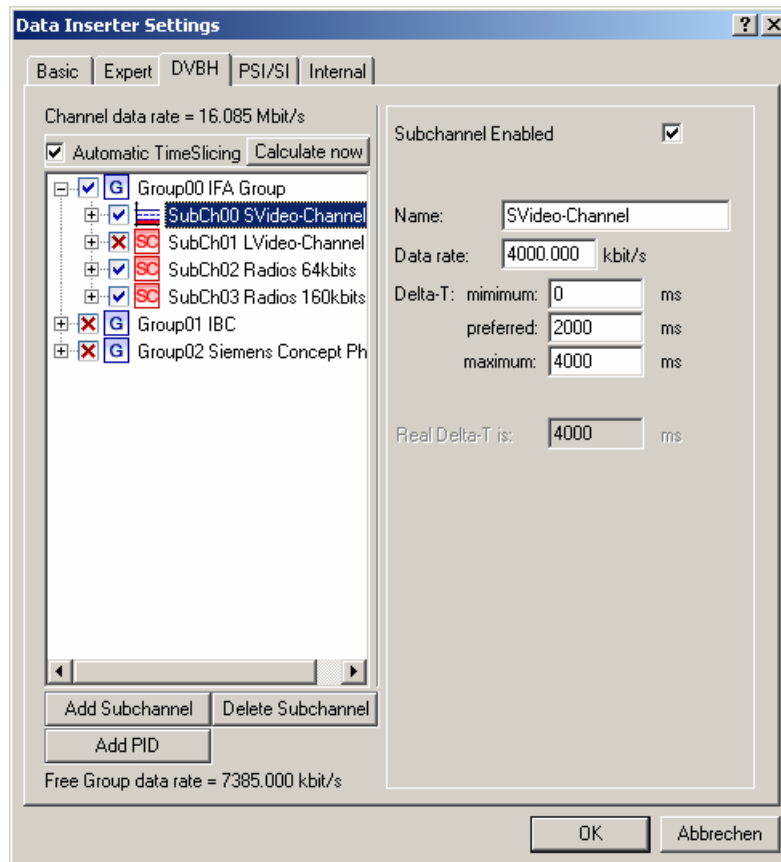 Data Inserter Settings
Basic Expert DVBH PSI/SI Internal
Channel data rate = 16.085 Mbit/s
Automatic TimeSlicing Calculate now
G Group00 IFA Group
SubCh00 SVideo-Channel
SC SubCh01 LVideo-Channel
SC SubCh02 Radios 64kbits
SC SubCh03 Radios 160kbits
G Group01 IBC
G Group02 Siemens Concept Ph
Add Subchannel Delete Subchannel
Add PID
Free Group data rate = 7385.000 kbit/s
Subchannel Enabled
Name: SVideo-Channel
Data rate: 4000.000 kbit/s
Delta-T: mimimum: 0 ms
preferred: 2000 ms
maximum: 4000 ms
Real Delta-T is: 4000 ms
OK Abbrechen